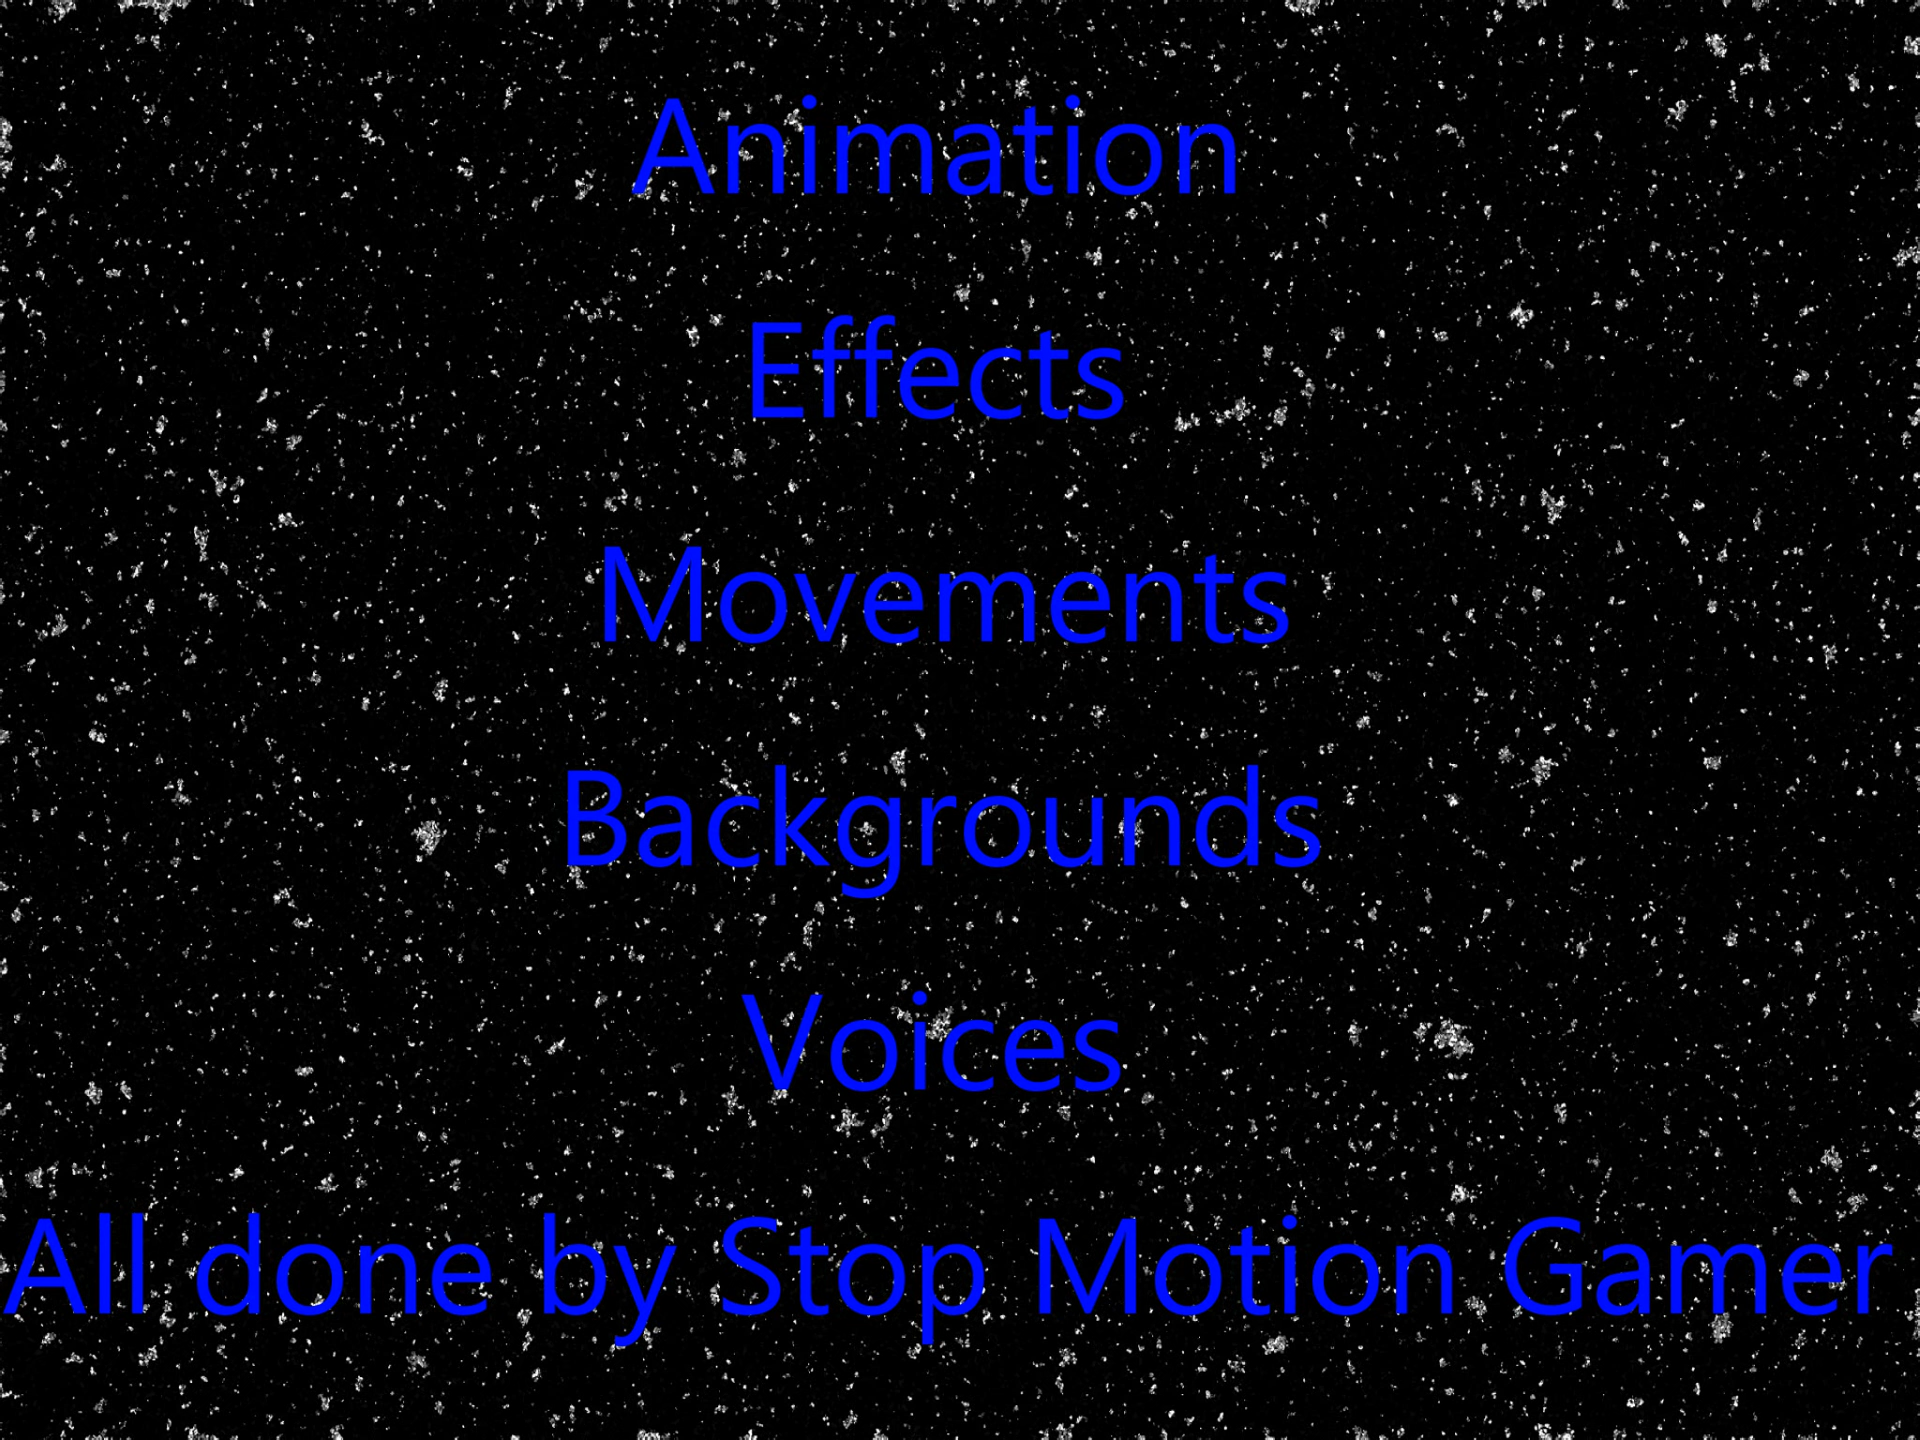 Animation
Effects
Movements
Backgrounds
Voices
All done by Stop Motion Gamer